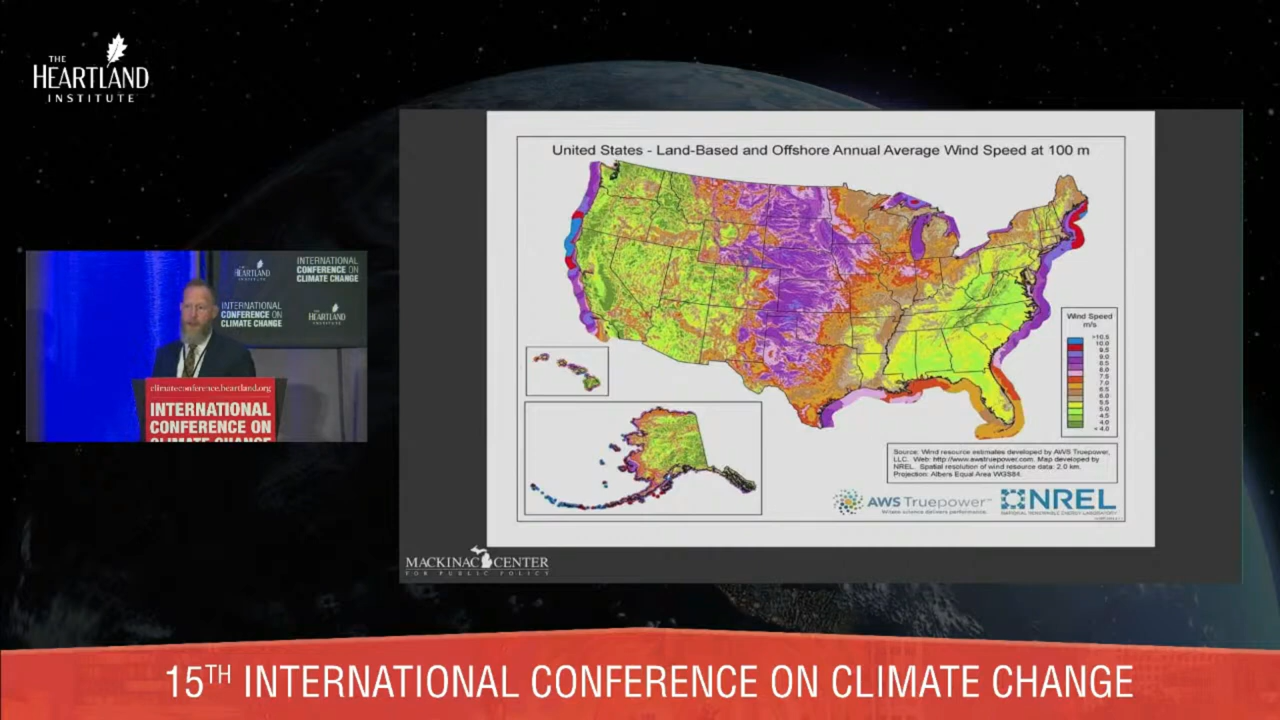 THE
HEARTLAND
INSTITUTE
United States - Land-Based and Offshore Annual Average Wind Speed at 100 m
Wind Speed
m/s
>10.5
10.0
9.5
9.0
8.5
8.0
7.5
7.0
6.5
6.0
5.5
5.0
4.5
4.0
< 4.0
Source: Wind resource estimates developed by AWS Truepower,
LLC. Web: http://www.awstruepower.com. Map developed by
NREL. Spatial resolution of wind resource data: 2.0 km.
Projection: Albers Equal Area WGS84.
AWS Truepower
Where science delivers performance.
NREL
NATIONAL RENEWABLE ENERGY LABORATORY
THE
HEARTLAND
INSTITUTE
INTERNATIONAL
CONFERENCE ON
CLIMATE CHANGE
INTERNATIONAL
CONFERENCE ON
CLIMATE CHANGE
THE
HEARTLAND
INSTITUTE
climateconference.heartland.org
INTERNATIONAL
CONFERENCE ON
CLIMATE CHANGE
MACKINAC CENTER
FOR PUBLIC POLICY
15TH INTERNATIONAL CONFERENCE ON CLIMATE CHANGE